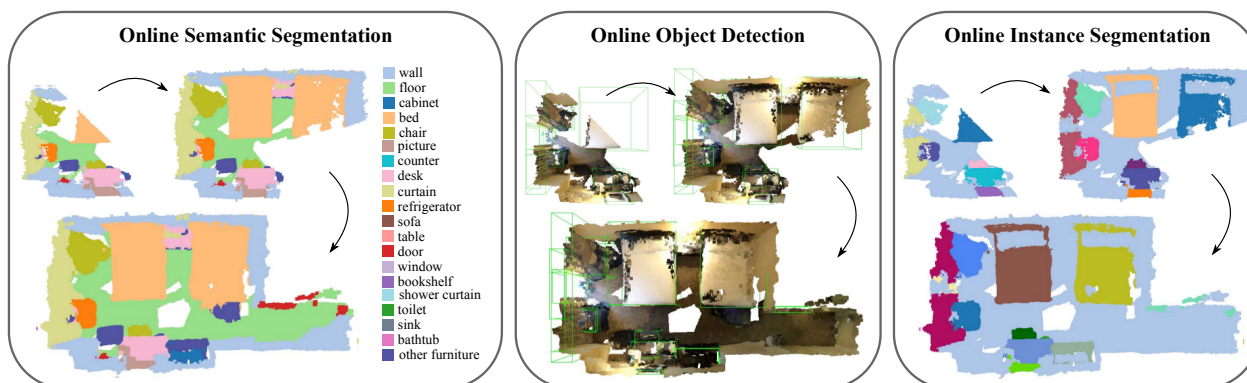 Online Semantic Segmentation
wall
floor
cabinet
bed
chair
picture
counter
desk
curtain
refrigerator
sofa
table
door
window
bookshelf
shower curtain
toilet
sink
bathtub
other furniture
Online Object Detection
Online Instance Segmentation